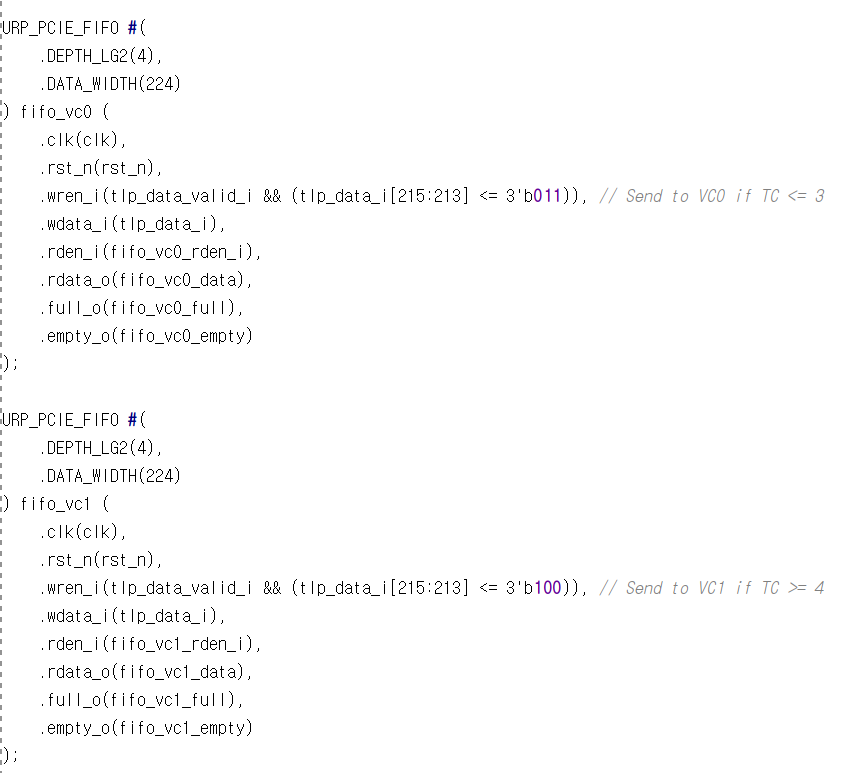 URP_PCIE_FIFO #(
    .DEPTH_LG2(4),
    .DATA_WIDTH(224)
) fifo_vc0 (
    .clk(clk),
    .rst_n(rst_n),
    .wren_i(tlp_data_valid_i && (tlp_data_i[215:213] <= 3'b011)), // Send to VC0 if TC <= 3
    .wdata_i(tlp_data_i),
    .rden_i(fifo_vc0_rden_i),
    .rdata_o(fifo_vc0_data),
    .full_o(fifo_vc0_full),
    .empty_o(fifo_vc0_empty)
);

URP_PCIE_FIFO #(
    .DEPTH_LG2(4),
    .DATA_WIDTH(224)
) fifo_vc1 (
    .clk(clk),
    .rst_n(rst_n),
    .wren_i(tlp_data_valid_i && (tlp_data_i[215:213] <= 3'b100)), // Send to VC1 if TC >= 4
    .wdata_i(tlp_data_i),
    .rden_i(fifo_vc1_rden_i),
    .rdata_o(fifo_vc1_data),
    .full_o(fifo_vc1_full),
    .empty_o(fifo_vc1_empty)
);